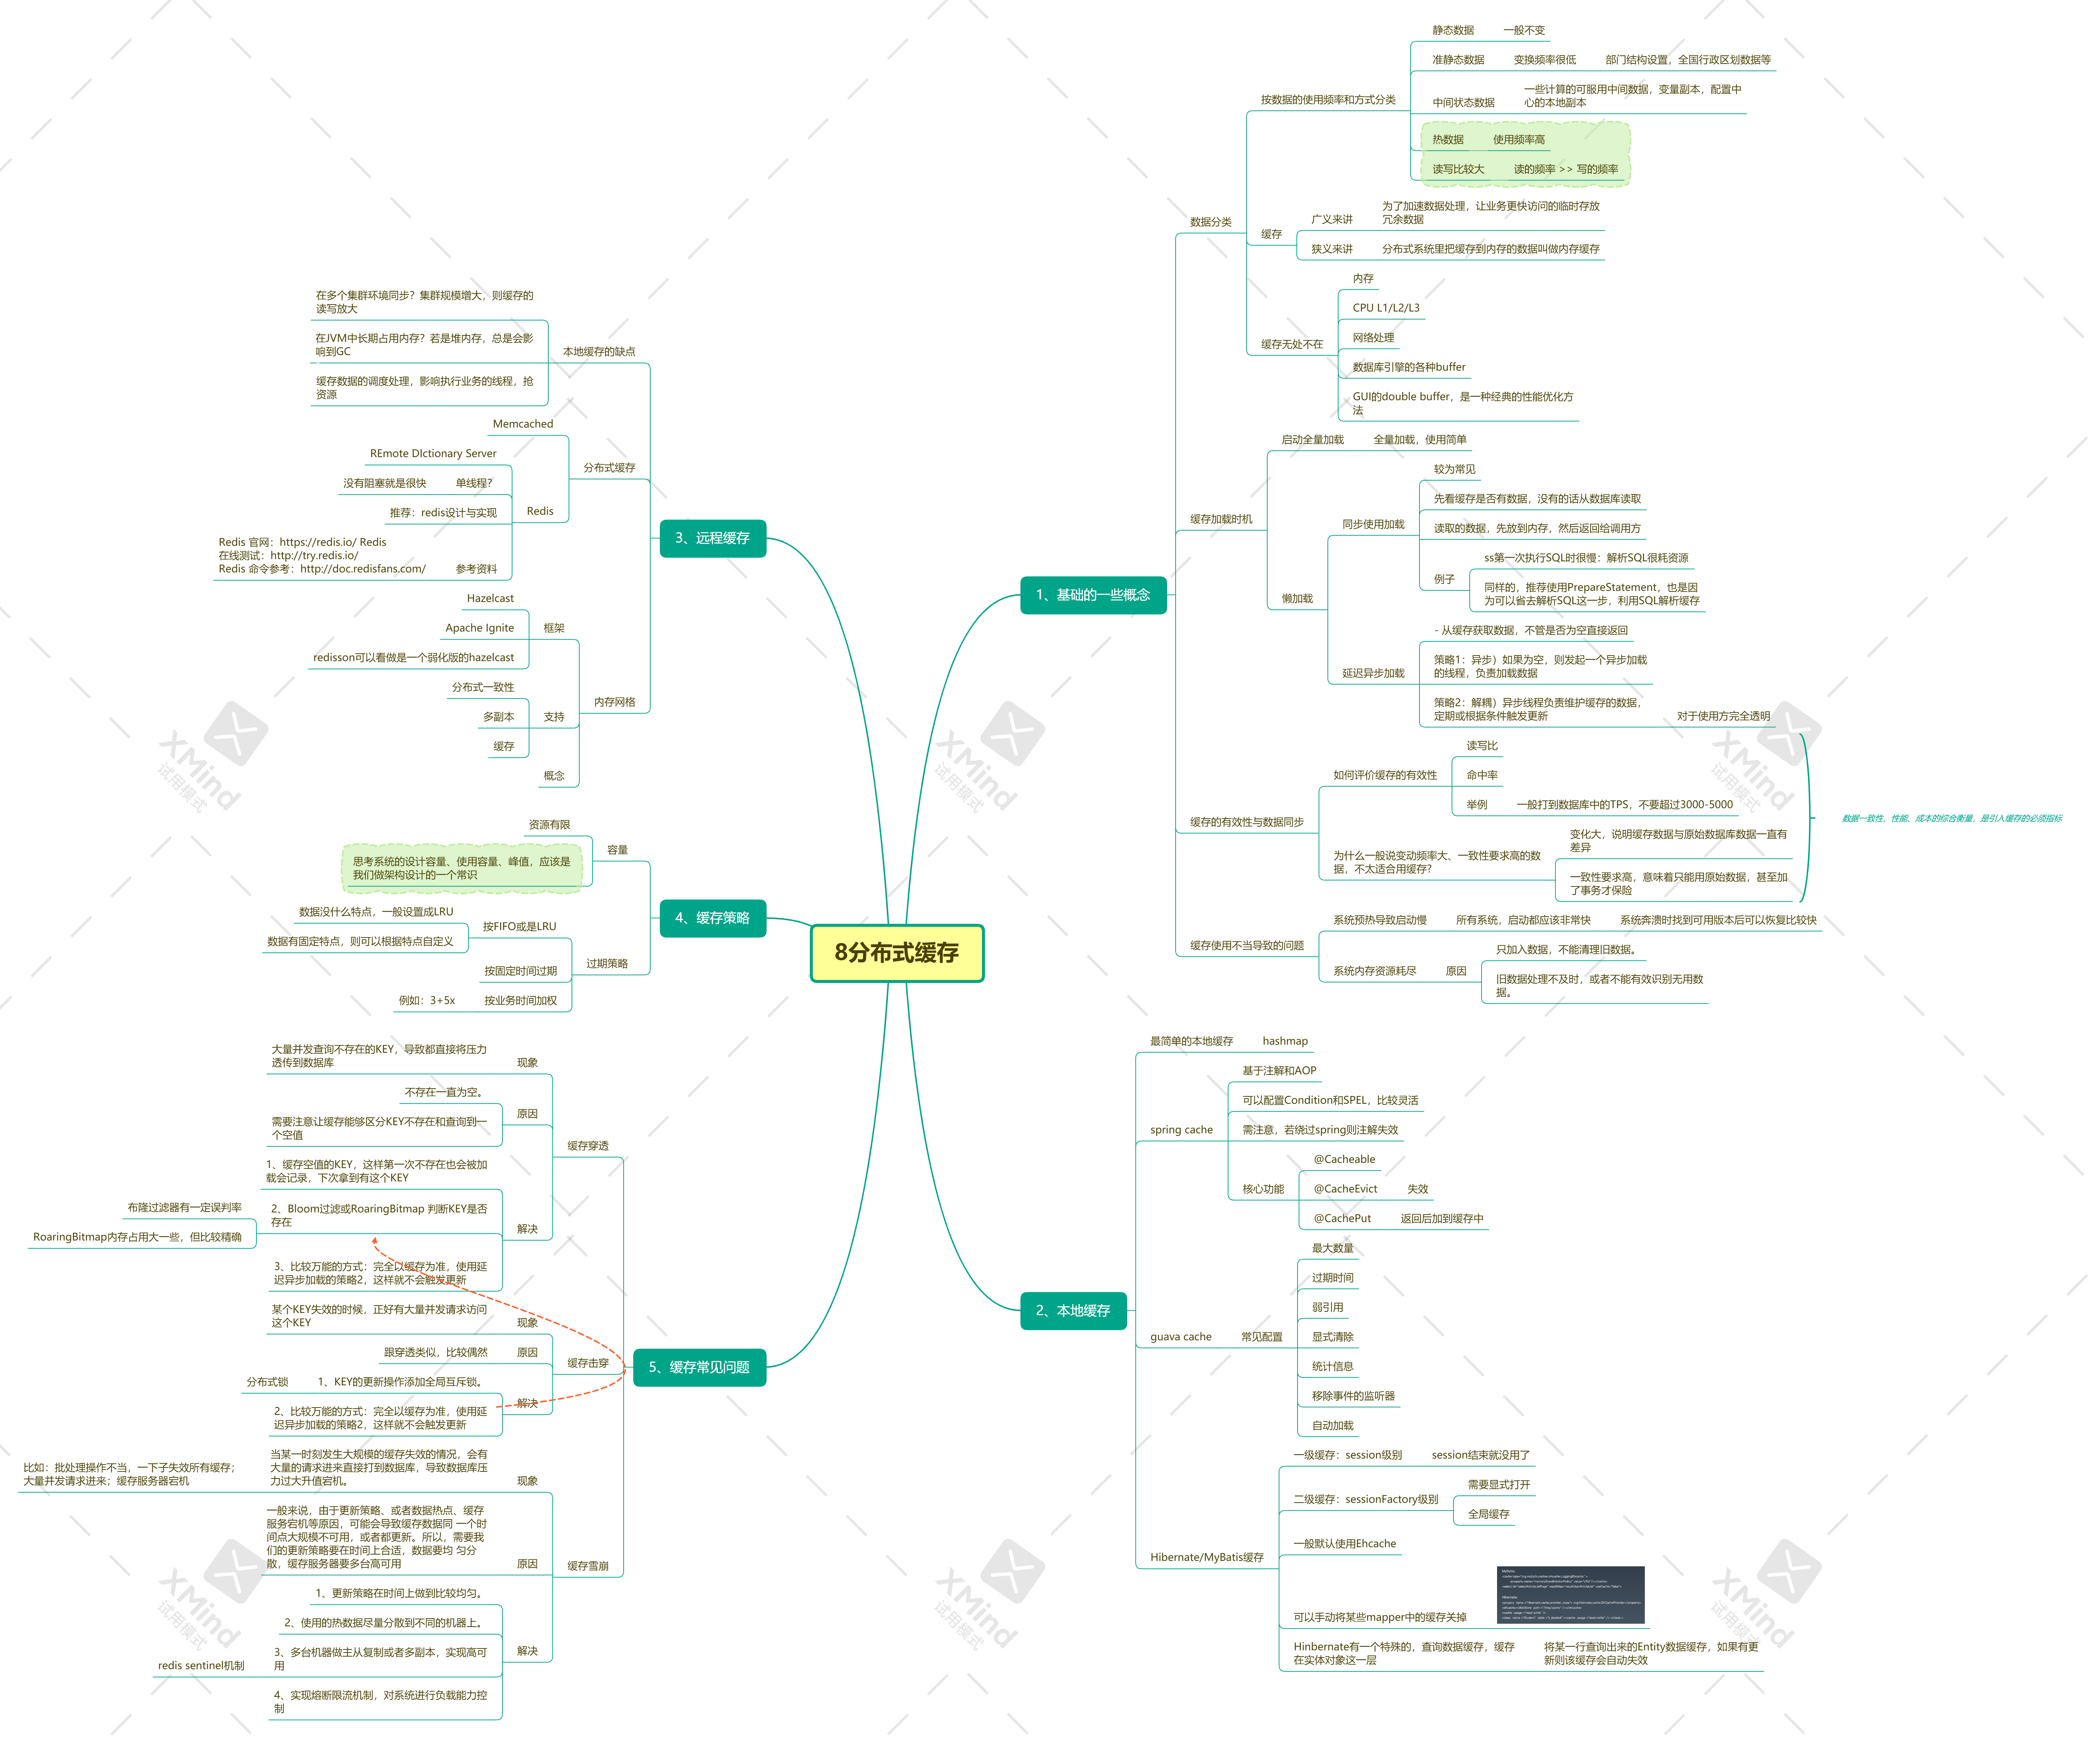 8分布式缓存
1、基础的一些概念
数据分类
按数据的使用频率和方式分类
静态数据
一般不变
准静态数据
变换频率很低
部门结构设置，全国行政区划数据等
中间状态数据
一些计算的可服用中间数据，变量副本，配置中
心的本地副本
热数据
使用频率高
读写比较大
读的频率 >> 写的频率
缓存
广义来讲
为了加速数据处理，让业务更快访问的临时存放
冗余数据
狭义来讲
分布式系统里把缓存到内存的数据叫做内存缓存
缓存无处不在
内存
CPU L1/L2/L3
网络处理
数据库引擎的各种buffer
GUI的double buffer，是一种经典的性能优化方
法
缓存加载时机
启动全量加载
全量加载，使用简单
懒加载
同步使用加载
较为常见
先看缓存是否有数据，没有的话从数据库读取
读取的数据，先放到内存，然后返回给调用方
例子
ss第一次执行SQL时很慢：解析SQL很耗资源
同样的，推荐使用PrepareStatement，也是因
为可以省去解析SQL这一步，利用SQL解析缓存
延迟异步加载
- 从缓存获取数据，不管是否为空直接返回
策略1：异步）如果为空，则发起一个异步加载
的线程，负责加载数据
策略2：解耦）异步线程负责维护缓存的数据，
定期或根据条件触发更新
对于使用方完全透明
缓存的有效性与数据同步
如何评价缓存的有效性
读写比
命中率
举例
一般打到数据库中的TPS，不要超过3000-5000
为什么一般说变动频率大、一致性要求高的数
据，不太适合用缓存？
变化大，说明缓存数据与原始数据库数据一直有
差异
一致性要求高，意味着只能用原始数据，甚至加
了事务才保险
数据一致性、性能、成本的综合衡量，是引入缓存的必须指标
缓存使用不当导致的问题
系统预热导致启动慢
所有系统，启动都应该非常快
系统奔溃时找到可用版本后可以恢复比较快
系统内存资源耗尽
原因
只加入数据，不能清理旧数据。
旧数据处理不及时，或者不能有效识别无用数
据。
2、本地缓存
最简单的本地缓存
hashmap
spring cache
基于注解和AOP
可以配置Condition和SPEL，比较灵活
需注意，若绕过spring则注解失效
核心功能
@Cacheable
@CacheEvict
失效
@CachePut
返回后加到缓存中
guava cache
常见配置
最大数量
过期时间
弱引用
显式清除
统计信息
移除事件的监听器
自动加载
Hibernate/MyBatis缓存
一级缓存：session级别
session结束就没用了
二级缓存：sessionFactory级别
需要显式打开
全局缓存
一般默认使用Ehcache
可以手动将某些mapper中的缓存关掉
Hinbernate有一个特殊的，查询数据缓存，缓存
在实体对象这一层
将某一行查询出来的Entity数据缓存，如果有更
新则该缓存会自动失效
3、远程缓存
本地缓存的缺点
在多个集群环境同步？集群规模增大，则缓存的
读写放大
在JVM中长期占用内存？若是堆内存，总是会影
响到GC
缓存数据的调度处理，影响执行业务的线程，抢
资源
分布式缓存
Memcached
Redis
REmote DIctionary Server
单线程？
没有阻塞就是很快
推荐：redis设计与实现
参考资料
Redis 官网：https://redis.io/ Redis
在线测试：http://try.redis.io/
Redis 命令参考：http://doc.redisfans.com/
内存网格
框架
Hazelcast
Apache Ignite
redisson可以看做是一个弱化版的hazelcast
支持
分布式一致性
多副本
缓存
概念
4、缓存策略
容量
资源有限
思考系统的设计容量、使用容量、峰值，应该是
我们做架构设计的一个常识
过期策略
按FIFO或是LRU
数据没什么特点，一般设置成LRU
数据有固定特点，则可以根据特点自定义
按固定时间过期
按业务时间加权
例如：3+5x
5、缓存常见问题
缓存穿透
现象
大量并发查询不存在的KEY，导致都直接将压力
透传到数据库
原因
不存在一直为空。
需要注意让缓存能够区分KEY不存在和查询到一
个空值
解决
1、缓存空值的KEY，这样第一次不存在也会被加
载会记录，下次拿到有这个KEY
2、Bloom过滤或RoaringBitmap 判断KEY是否
存在
布隆过滤器有一定误判率
RoaringBitmap内存占用大一些，但比较精确
3、比较万能的方式：完全以缓存为准，使用延
迟异步加载的策略2，这样就不会触发更新
缓存击穿
现象
某个KEY失效的时候，正好有大量并发请求访问
这个KEY
原因
跟穿透类似，比较偶然
解决
1、KEY的更新操作添加全局互斥锁。
分布式锁
2、比较万能的方式：完全以缓存为准，使用延
迟异步加载的策略2，这样就不会触发更新
缓存雪崩
现象
当某一时刻发生大规模的缓存失效的情况，会有
大量的请求进来直接打到数据库，导致数据库压
力过大升值宕机。
比如：批处理操作不当，一下子失效所有缓存；
大量并发请求进来；缓存服务器宕机
原因
一般来说，由于更新策略、或者数据热点、缓存
服务宕机等原因，可能会导致缓存数据同 一个时
间点大规模不可用，或者都更新。所以，需要我
们的更新策略要在时间上合适，数据要均 匀分
散，缓存服务器要多台高可用
解决
1、更新策略在时间上做到比较均匀。
2、使用的热数据尽量分散到不同的机器上。
3、多台机器做主从复制或者多副本，实现高可
用
redis sentinel机制
4、实现熔断限流机制，对系统进行负载能力控
制
XMind
试用模式
XMind
试用模式
XMind
试用模式
XMind
试用模式
XMind
试用模式
XMind
试用模式